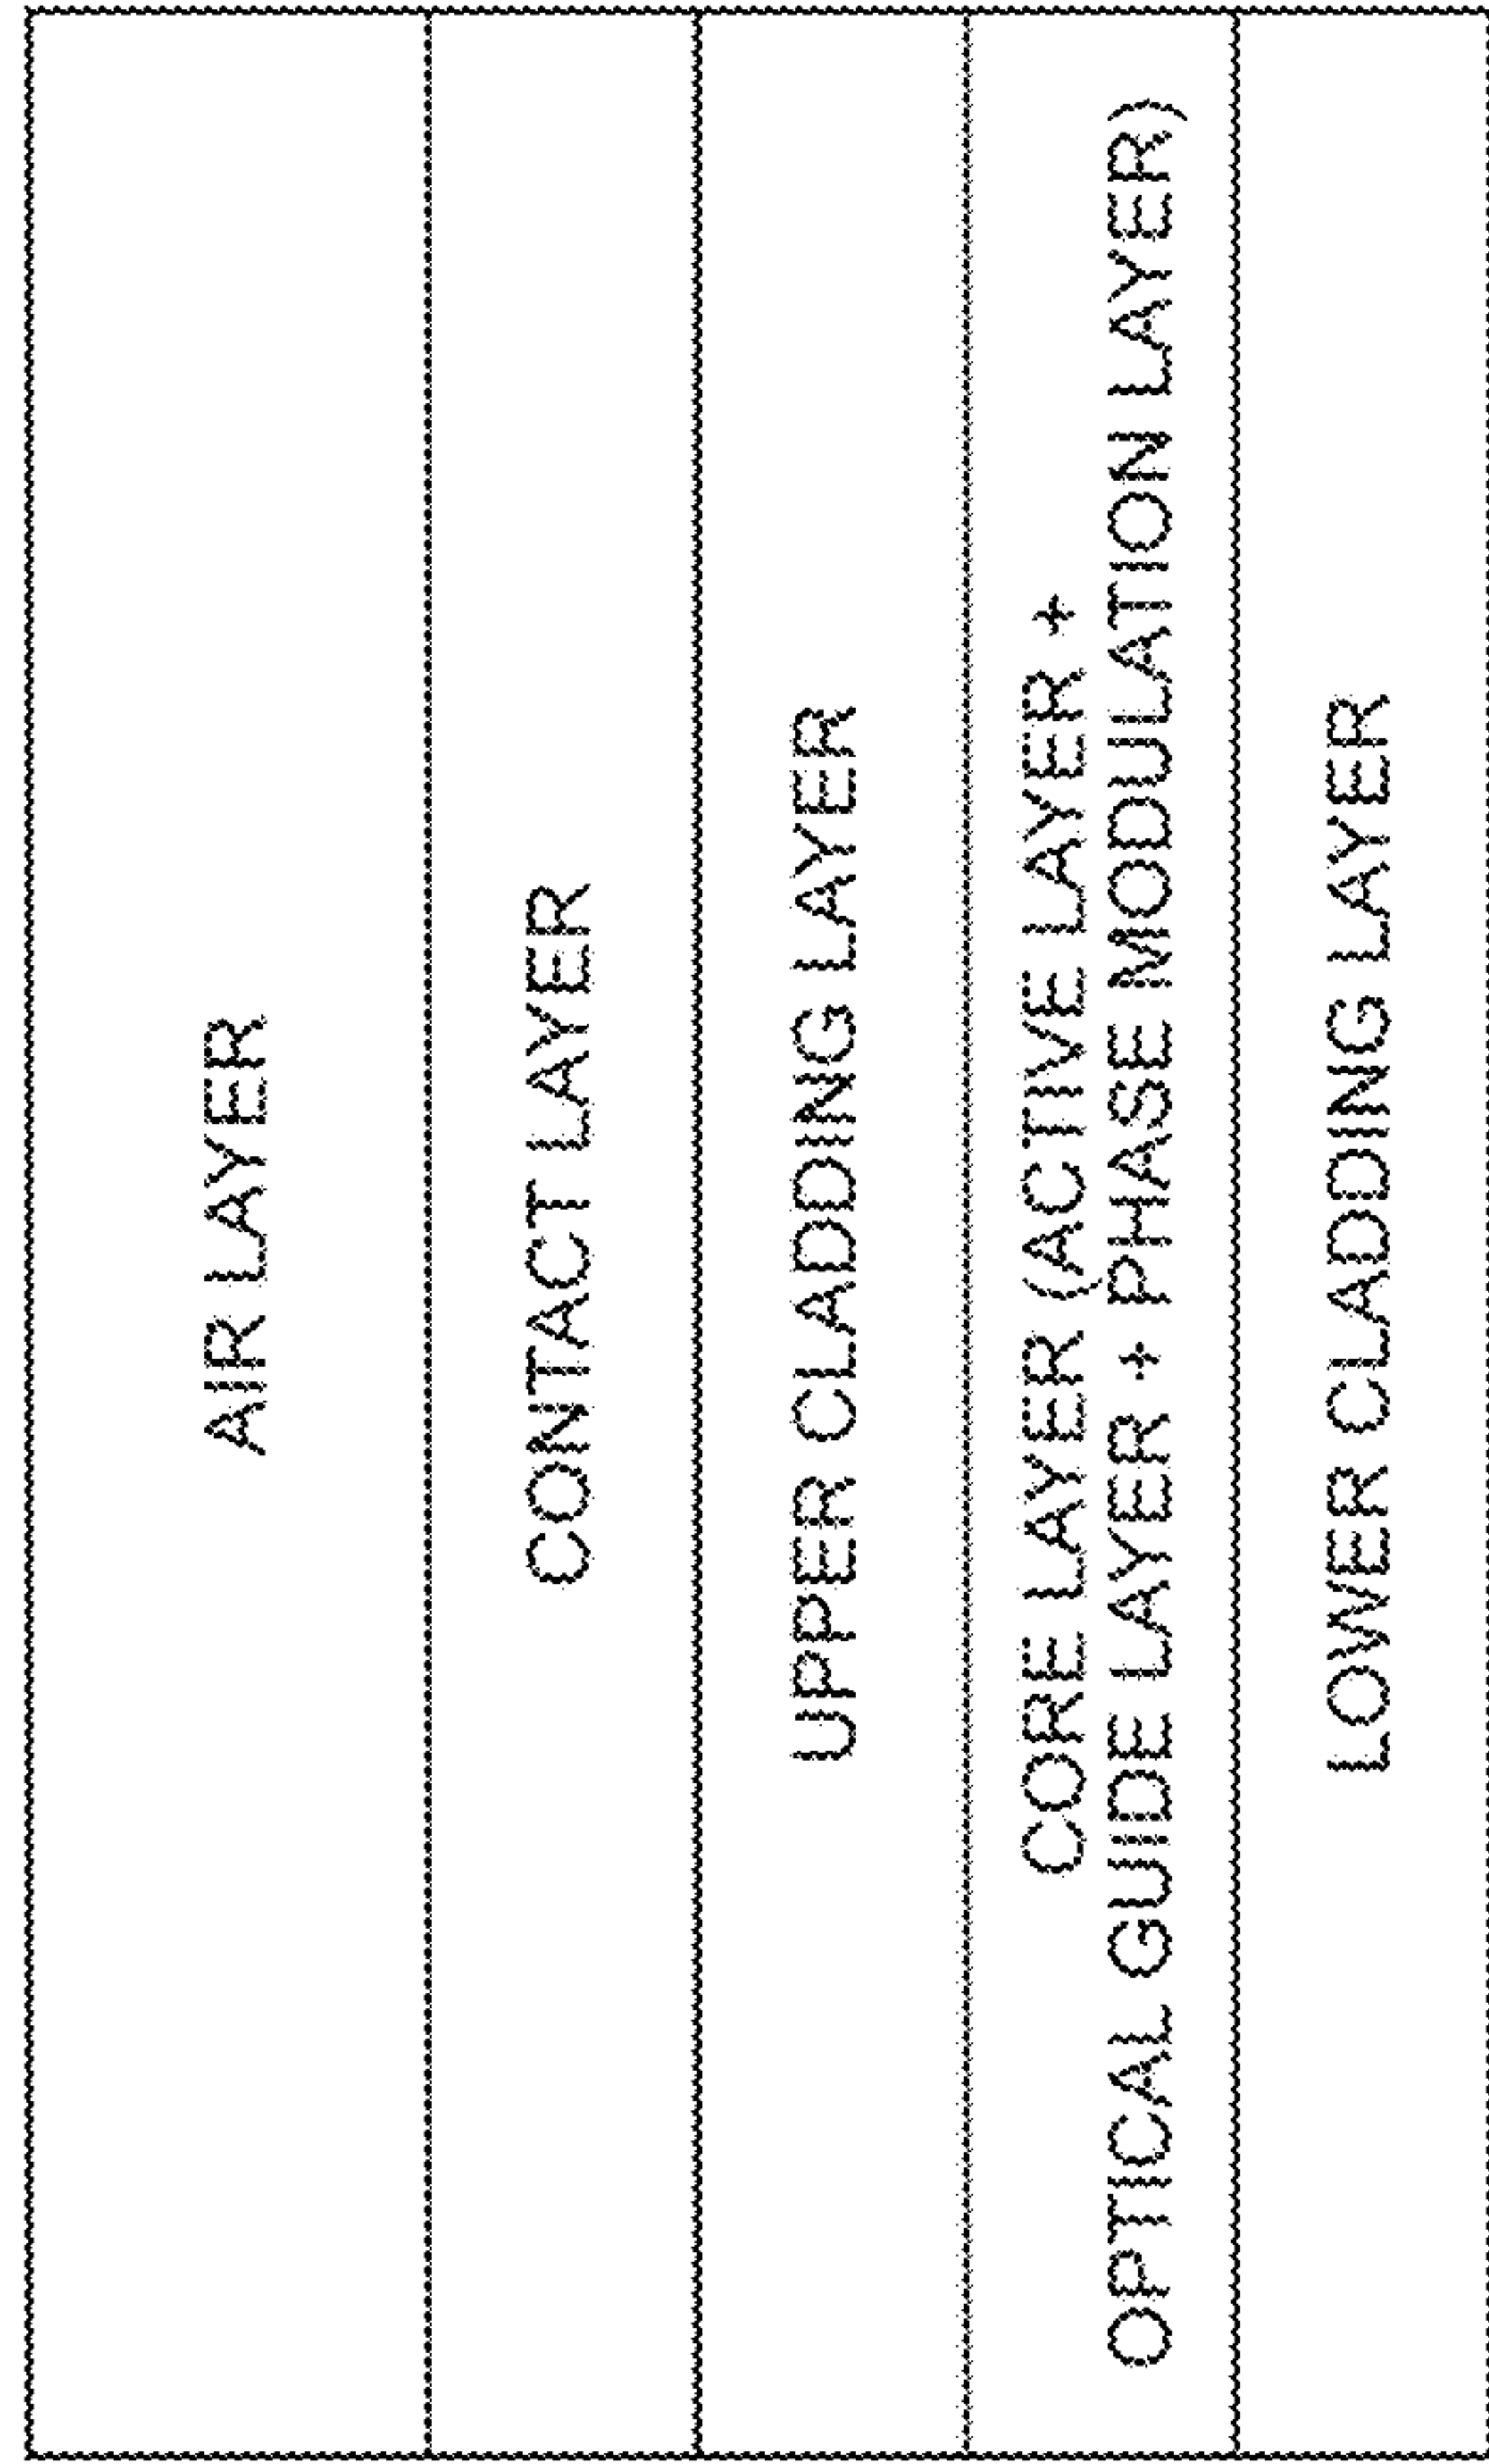 AIR LAYER
CONTACT LAYER
UPPER CLADDING LAYER
CORE LAYER (ACTIVE LAYER +
OPTICAL GUIDE LAYER + PHASE MODULATION LAYER)
LOWER CLADDING LAYER